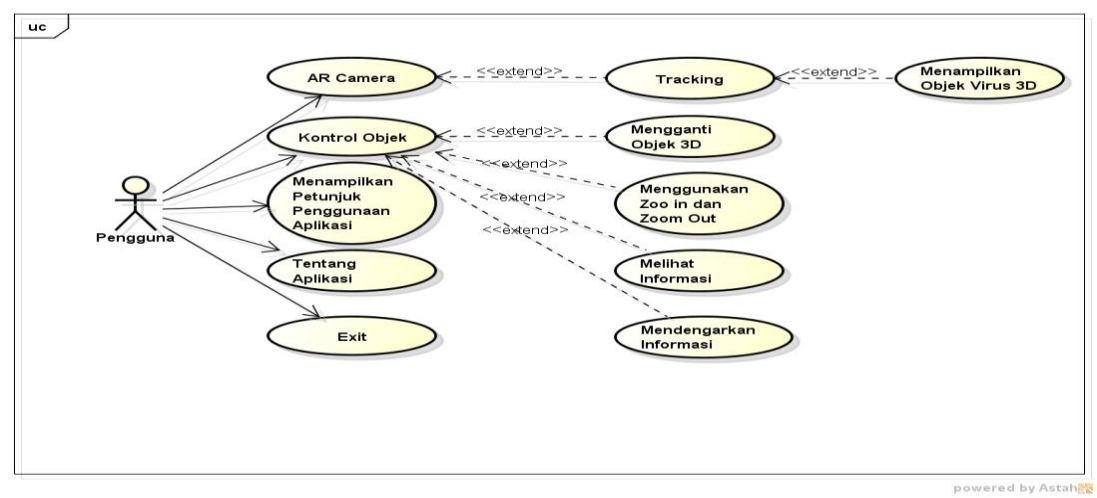 uc
AR Camera
<<extend>>
Tracking
<<extend>>
Menampilkan
Objek Virus 3D
Kontrol Objek
<<extend>>
Mengganti
Objek 3D
<<extend>>
Menggunakan
Zoo in dan
Zoom Out
Menampilkan
Petunjuk
Penggunaan
Aplikasi
<<extend>>
<<extend>>
Pengguna
Tentang
Aplikasi
Melihat
Informasi
Exit
Mendengarkan
Informasi
powered by Astah